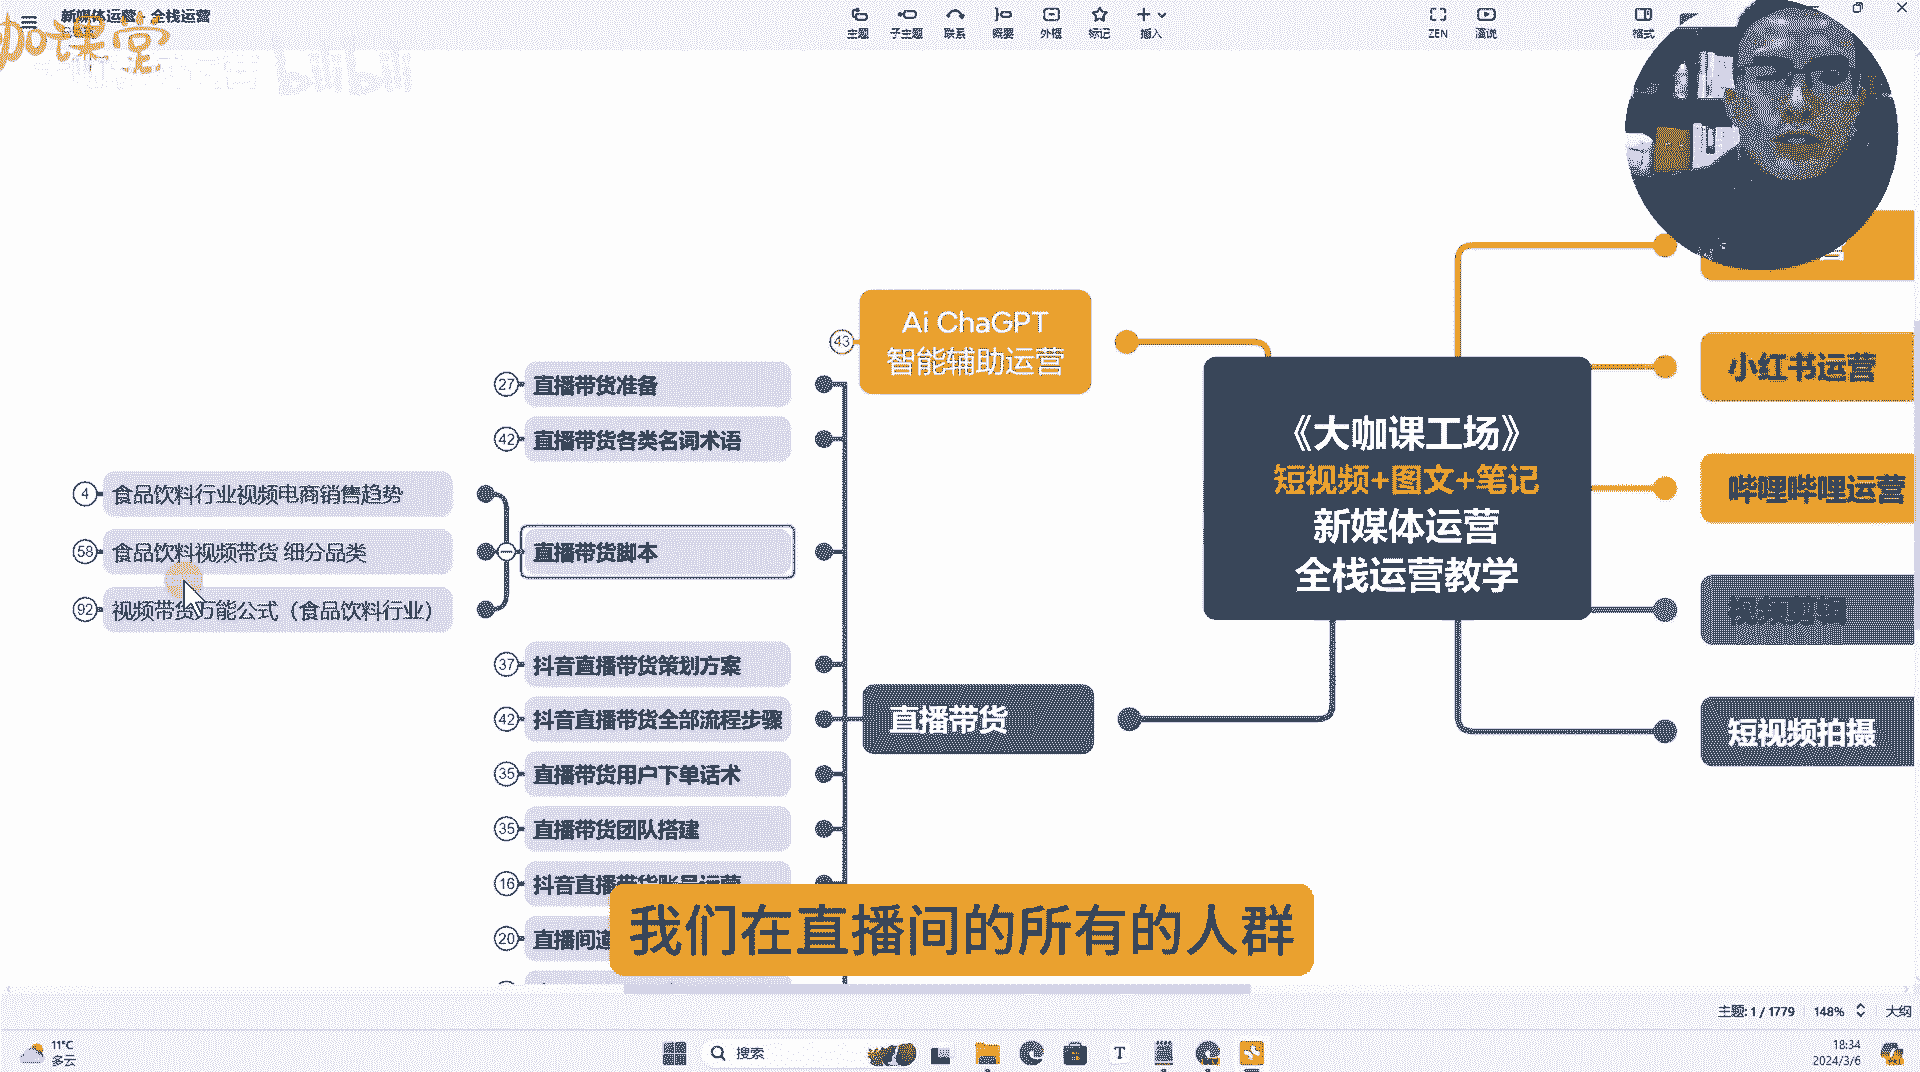 新媒体运营 - 全栈运营
咖课堂
bilibili
主题
子主题
联系
概要
外框
标记
插入
ZEN
演说
格式
43
Ai ChaGPT
智能辅助运营
27
直播带货准备
42
直播带货各类名词术语
4
食品饮料行业视频电商销售趋势
58
食品饮料视频带货 细分品类
92
视频带货万能公式（食品饮料行业）
直播带货脚本
37
抖音直播带货策划方案
42
抖音直播带货全部流程步骤
35
直播带货用户下单话术
35
直播带货团队搭建
16
抖音直播带货账号运营
20
直播间
直播带货
《大咖课工场》
短视频+图文+笔记
新媒体运营
全栈运营教学
小红书运营
哔哩哔哩运营
视频剪辑
短视频拍摄
我们在直播间的所有的人群
主题: 1 / 1779
148%
大纲
11°C
多云
搜索
18:34
2024/3/6